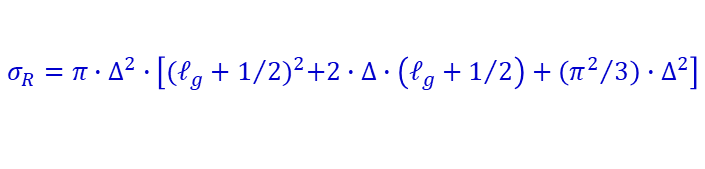 σ_R = π · Δ² · [(ℓ_g + 1/2)²+2 · Δ · (ℓ_g + 1/2) + (π²/3) · Δ²]